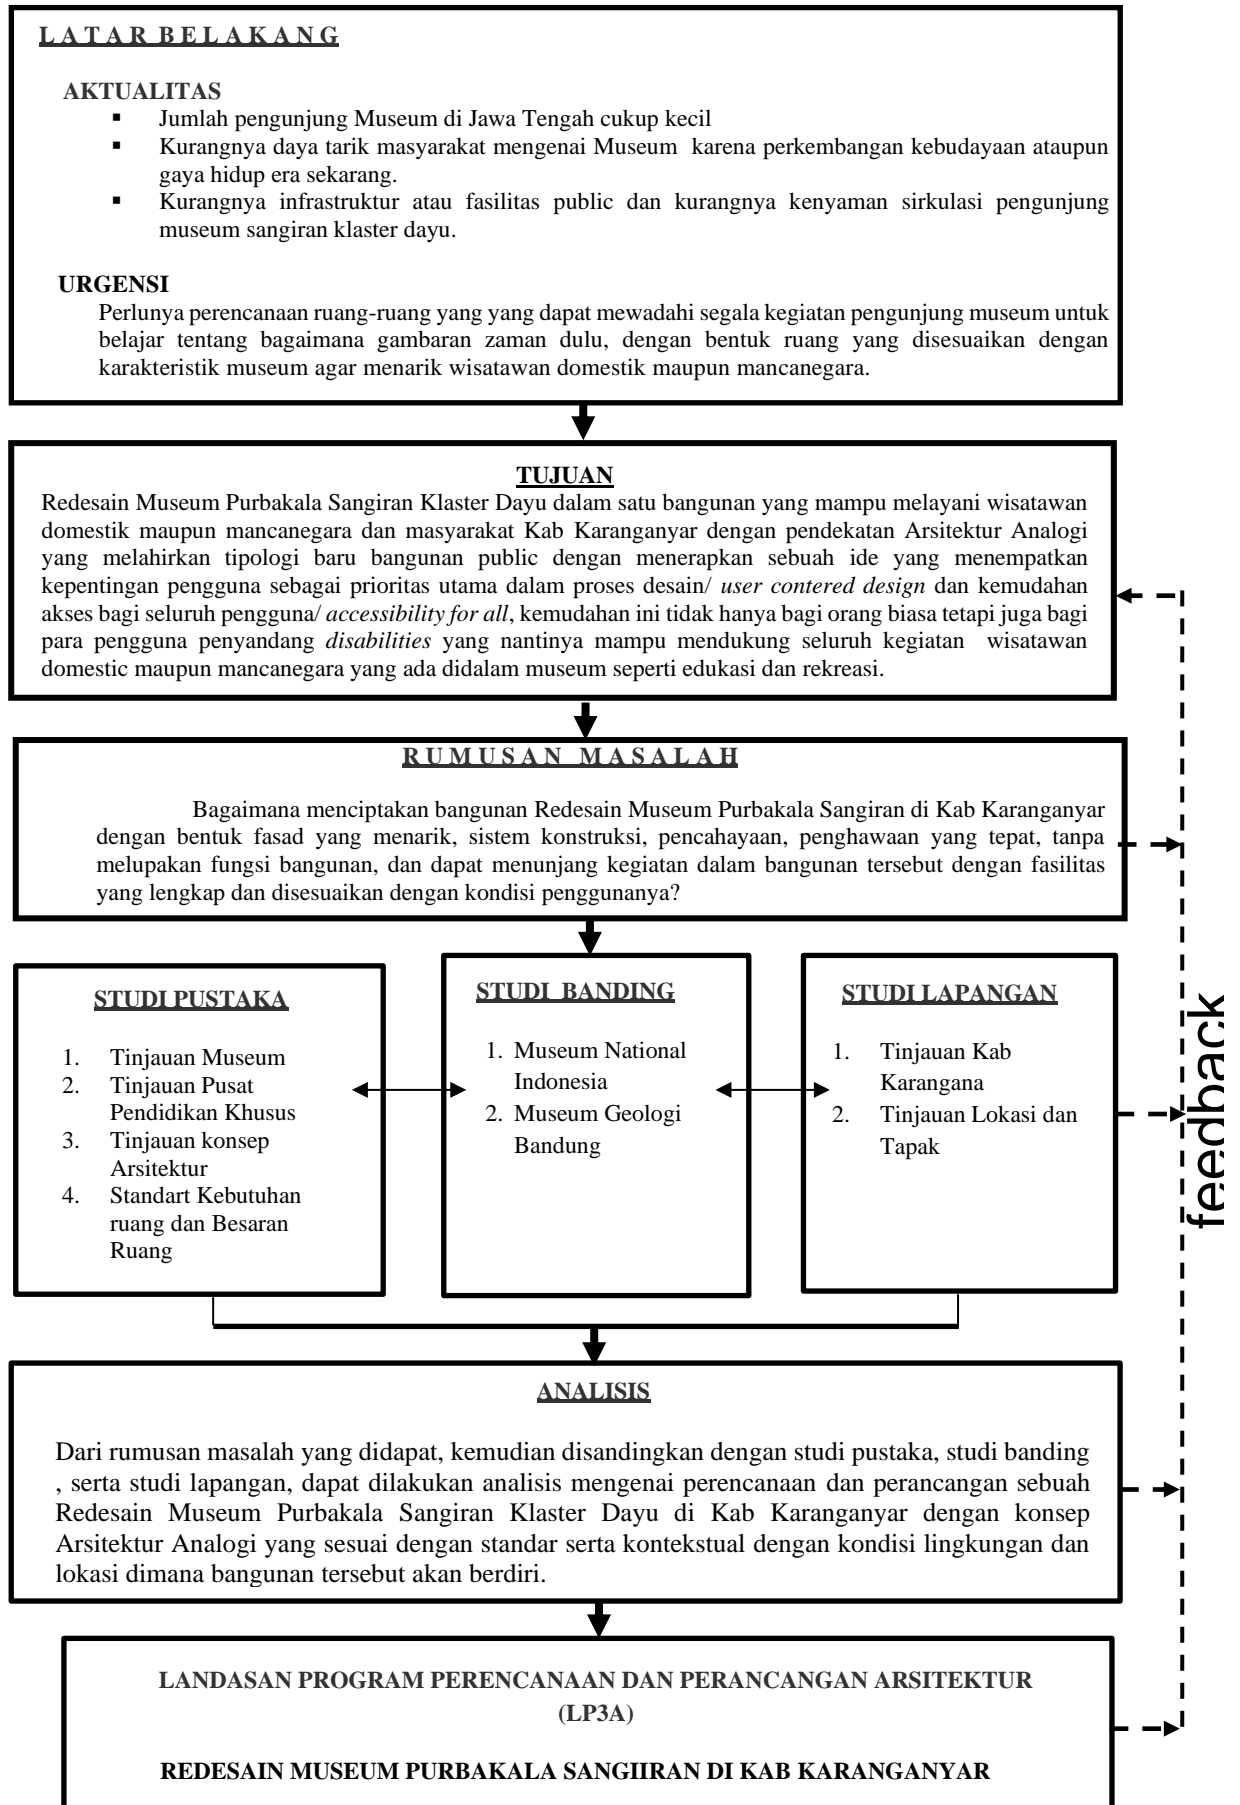 LATAR BELAKANG
AKTUALITAS
▪ Jumlah pengunjung Museum di Jawa Tengah cukup kecil
▪ Kurangnya daya tarik masyarakat mengenai Museum karena perkembangan kebudayaan ataupun
gaya hidup era sekarang.
▪ Kurangnya infrastruktur atau fasilitas public dan kurangnya kenyaman sirkulasi pengunjung
museum sangiran klaster dayu.
URGENSI
Perlunya perencanaan ruang-ruang yang yang dapat mewadahi segala kegiatan pengunjung museum untuk
belajar tentang bagaimana gambaran zaman dulu, dengan bentuk ruang yang disesuaikan dengan
karakteristik museum agar menarik wisatawan domestik maupun mancanegara.
TUJUAN
Redesain Museum Purbakala Sangiran Klaster Dayu dalam satu bangunan yang mampu melayani wisatawan
domestik maupun mancanegara dan masyarakat Kab Karanganyar dengan pendekatan Arsitektur Analogi
yang melahirkan tipologi baru bangunan public dengan menerapkan sebuah ide yang menempatkan
kepentingan pengguna sebagai prioritas utama dalam proses desain/ user contered design dan kemudahan
akses bagi seluruh pengguna/ accessibility for all, kemudahan ini tidak hanya bagi orang biasa tetapi juga bagi
para pengguna penyandang disabilities yang nantinya mampu mendukung seluruh kegiatan wisatawan
domestic maupun mancanegara yang ada didalam museum seperti edukasi dan rekreasi.
RUMUSAN MASALAH
Bagaimana menciptakan bangunan Redesain Museum Purbakala Sangiran di Kab Karanganyar
dengan bentuk fasad yang menarik, sistem konstruksi, pencahayaan, penghawaan yang tepat, tanpa
melupakan fungsi bangunan, dan dapat menunjang kegiatan dalam bangunan tersebut dengan fasilitas
yang lengkap dan disesuaikan dengan kondisi penggunanya?
STUDI PUSTAKA
1. Tinjauan Museum
2. Tinjauan Pusat
Pendidikan Khusus
3. Tinjauan konsep
Arsitektur
4. Standart Kebutuhan
ruang dan Besaran
Ruang
STUDI BANDING
1. Museum National
Indonesia
2. Museum Geologi
Bandung
STUDI LAPANGAN
1. Tinjauan Kab
Karangana
2. Tinjauan Lokasi dan
Tapak
feedback
ANALISIS
Dari rumusan masalah yang didapat, kemudian disandingkan dengan studi pustaka, studi banding
, serta studi lapangan, dapat dilakukan analisis mengenai perencanaan dan perancangan sebuah
Redesain Museum Purbakala Sangiran Klaster Dayu di Kab Karanganyar dengan konsep
Arsitektur Analogi yang sesuai dengan standar serta kontekstual dengan kondisi lingkungan dan
lokasi dimana bangunan tersebut akan berdiri.
LANDASAN PROGRAM PERENCANAAN DAN PERANCANGAN ARSITEKTUR
(LP3A)
REDESAIN MUSEUM PURBAKALA SANGIIRAN DI KAB KARANGANYAR